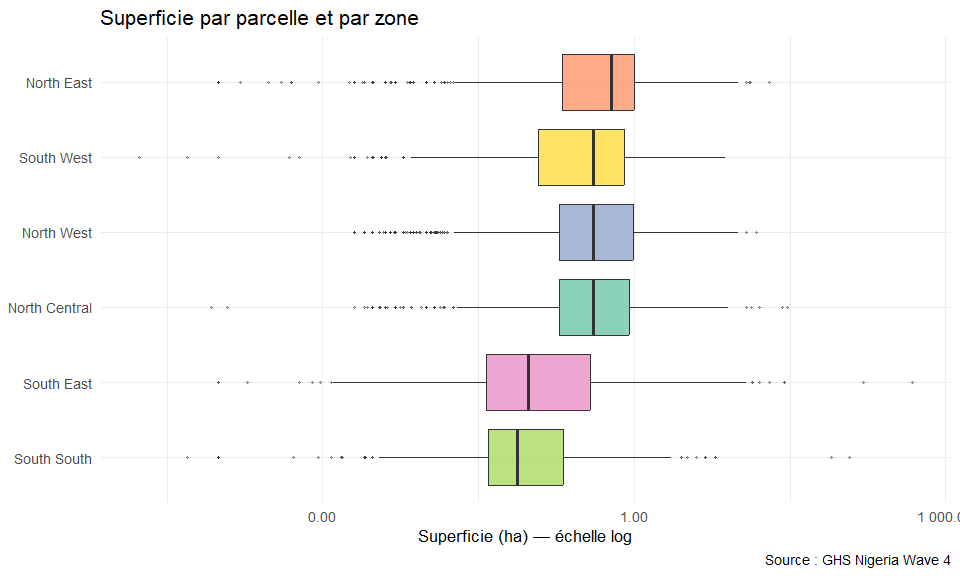 Superficie par parcelle et par zone
North East
South West
North West
North Central
South East
South South
0.00
1.00
1 000.0
Superficie (ha) — échelle log
Source : GHS Nigeria Wave 4